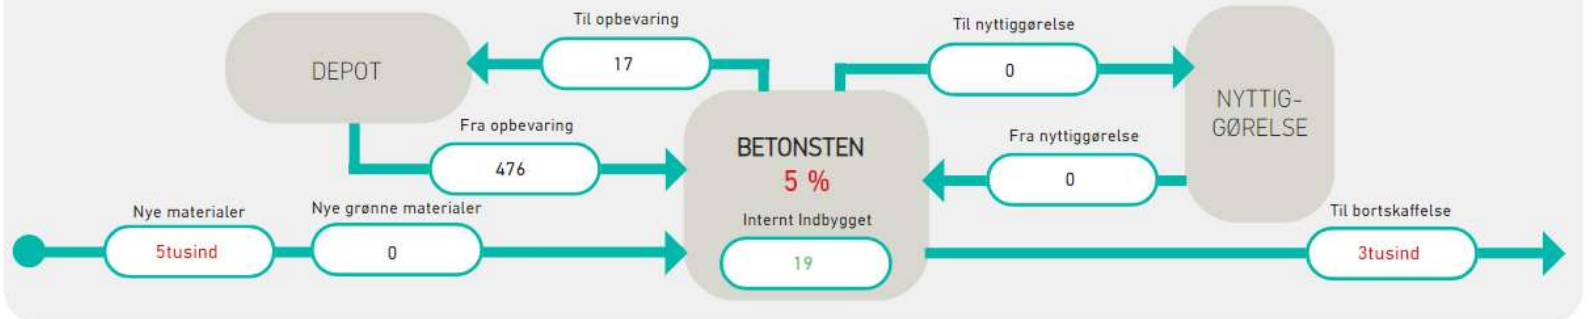 Til opbevaring
17
DEPOT
Fra opbevaring
476
Nye materialer
5tusind
Nye grønne materialer
0
BETONSTEN
5 %
Internt Indbygget
19
Til nyttiggørelse
0
NYTTIG-
GØRELSE
Fra nyttiggørelse
0
Til bortskaffelse
3tusind